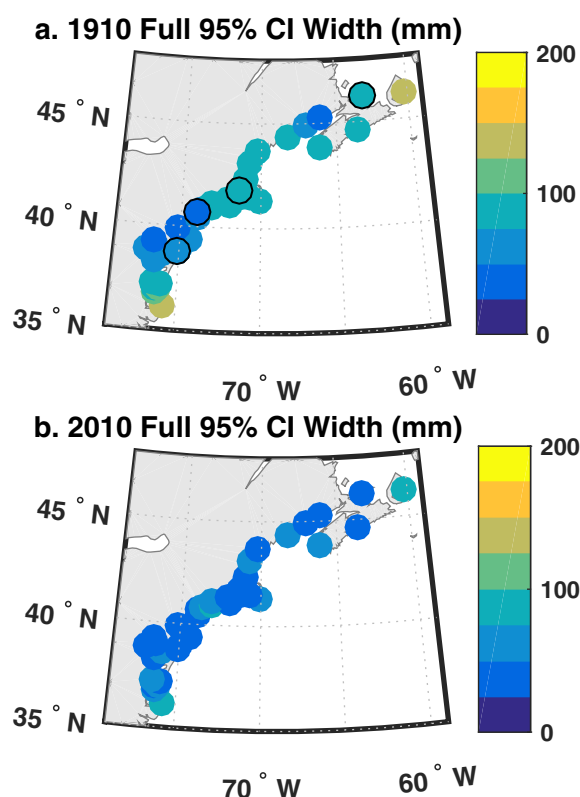 a. 1910 Full 95% CI Width (mm)
200
45 ° N
100
40 ° N
35 ° N
0
70 ° W
60 ° W
b. 2010 Full 95% CI Width (mm)
200
45 ° N
100
40 ° N
35 ° N
0
70 ° W
60 ° W